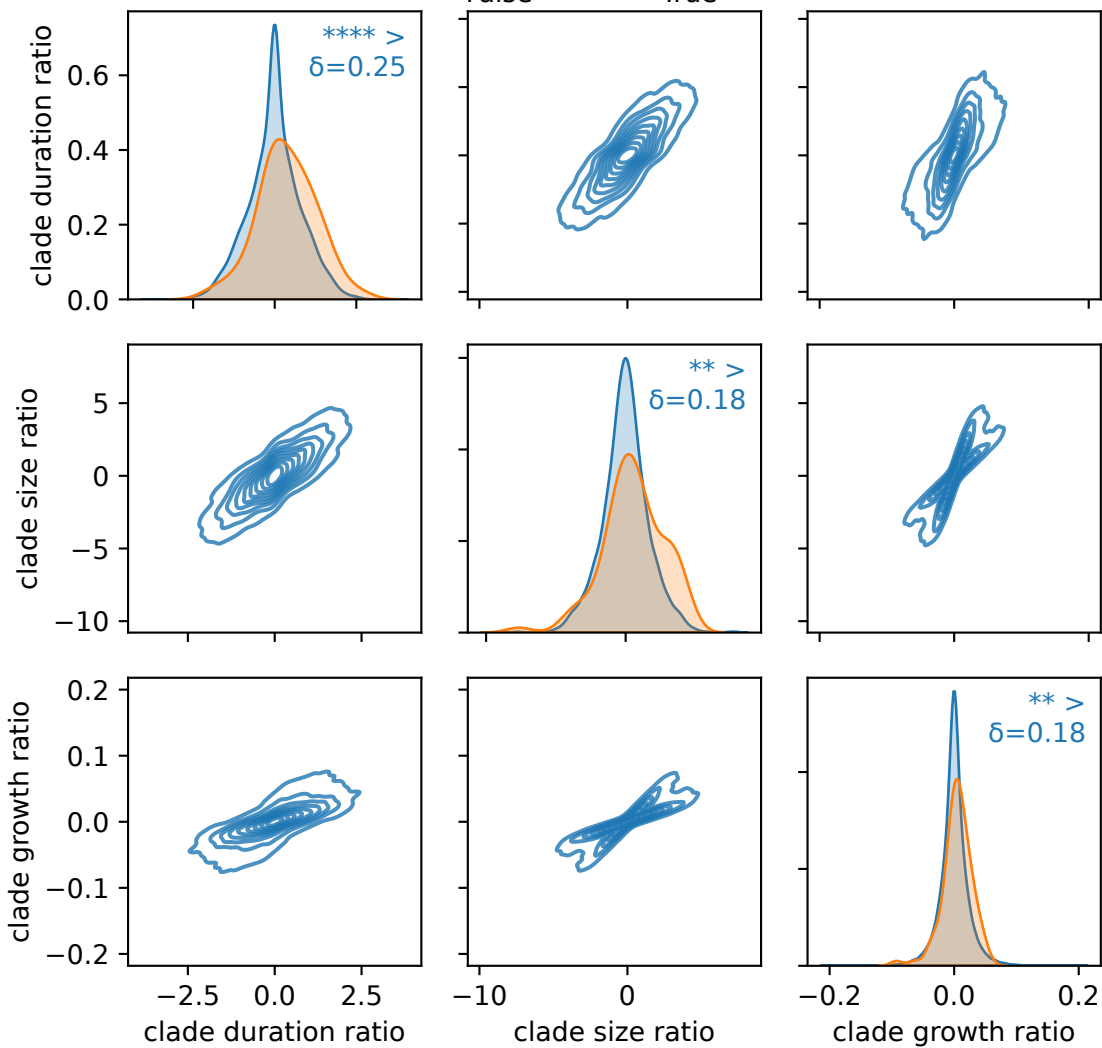 False True
clade duration ratio
0.6
0.4
0.2
0.0
**** >
δ=0.25
clade size ratio
5
0
−5
−10
** >
δ=0.18
clade growth ratio
0.2
0.1
0.0
−0.1
−0.2
** >
δ=0.18
−2.5 0.0 2.5
−10 0
−0.2 0.0 0.2
clade duration ratio
clade size ratio
clade growth ratio